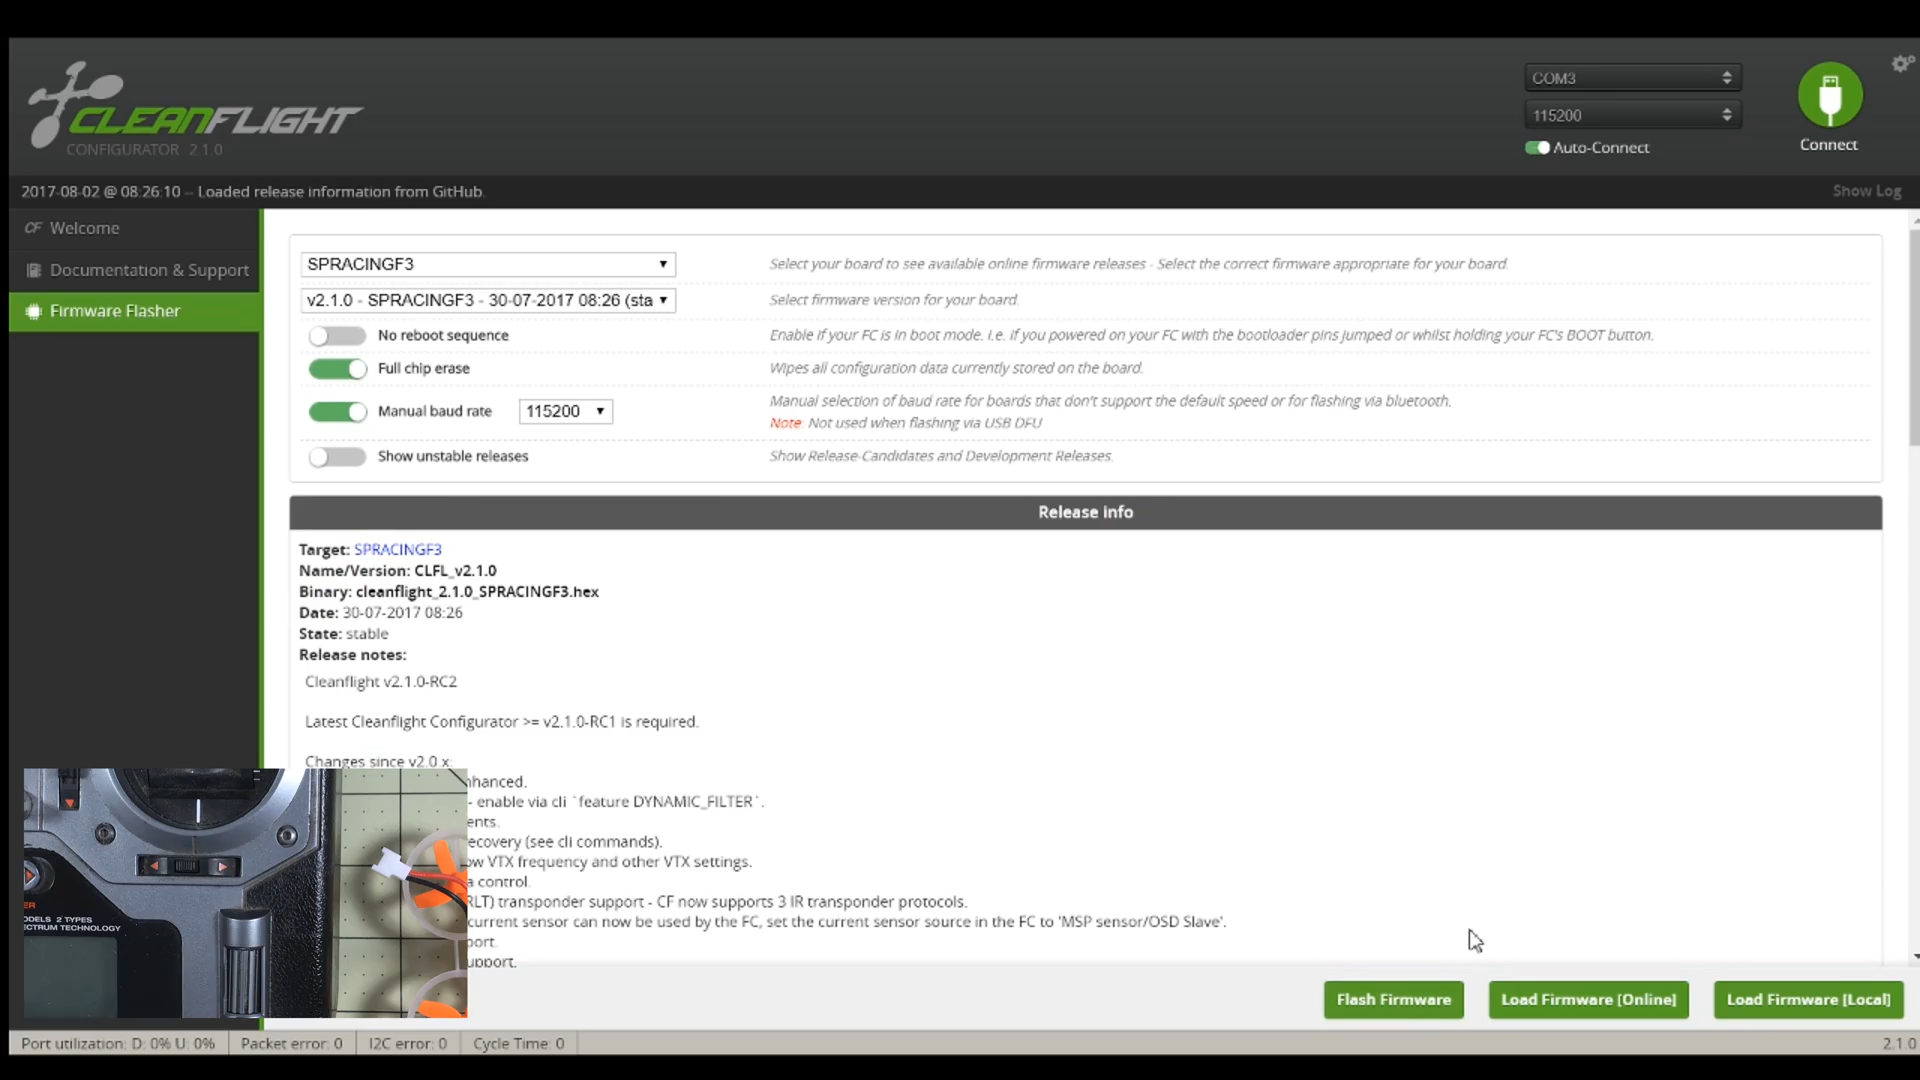 CLEANFLIGHT
CONFIGURATOR 2.1.0
COM3
115200
Auto-Connect
Connect
2017-08-02 @ 08:26:10 -- Loaded release information from GitHub.
Show Log
CF Welcome
Documentation & Support
Firmware Flasher
SPRACINGF3
Select your board to see available online firmware releases - Select the correct firmware appropriate for your board.
v2.1.0 - SPRACINGF3 - 30-07-2017 08:26 (sta
Select firmware version for your board.
No reboot sequence
Enable if your FC is in boot mode. i.e. if you powered on your FC with the bootloader pins jumped or whilst holding your FC's BOOT button.
Full chip erase
Wipes all configuration data currently stored on the board.
Manual baud rate
115200
Manual selection of baud rate for boards that don't support the default speed or for flashing via bluetooth.
Note: Not used when flashing via USB DFU
Show unstable releases
Show Release-Candidates and Development Releases.
Release info
Target: SPRACINGF3
Name/Version: CLFL_v2.1.0
Binary: cleanflight_2.1.0_SPRACINGF3.hex
Date: 30-07-2017 08:26
State: stable
Release notes:
Cleanflight v2.1.0-RC2
Latest Cleanflight Configurator >= v2.1.0-RC1 is required.
Changes since v2.0.x:
nhanced.
- enable via cli `feature DYNAMIC_FILTER`.
ents.
ecovery (see cli commands).
ow VTX frequency and other VTX settings.
a control.
RLT) transponder support - CF now supports 3 IR transponder protocols.
current sensor can now be used by the FC, set the current sensor source in the FC to 'MSP sensor/OSD Slave'.
port.
upport.
ER
ODELS 2 TYPES
ECTRUM TECHNOLOGY
Flash Firmware
Load Firmware [Online]
Load Firmware [Local]
Port utilization: D: 0% U: 0%
Packet error: 0
I2C error: 0
Cycle Time: 0
2.1.0